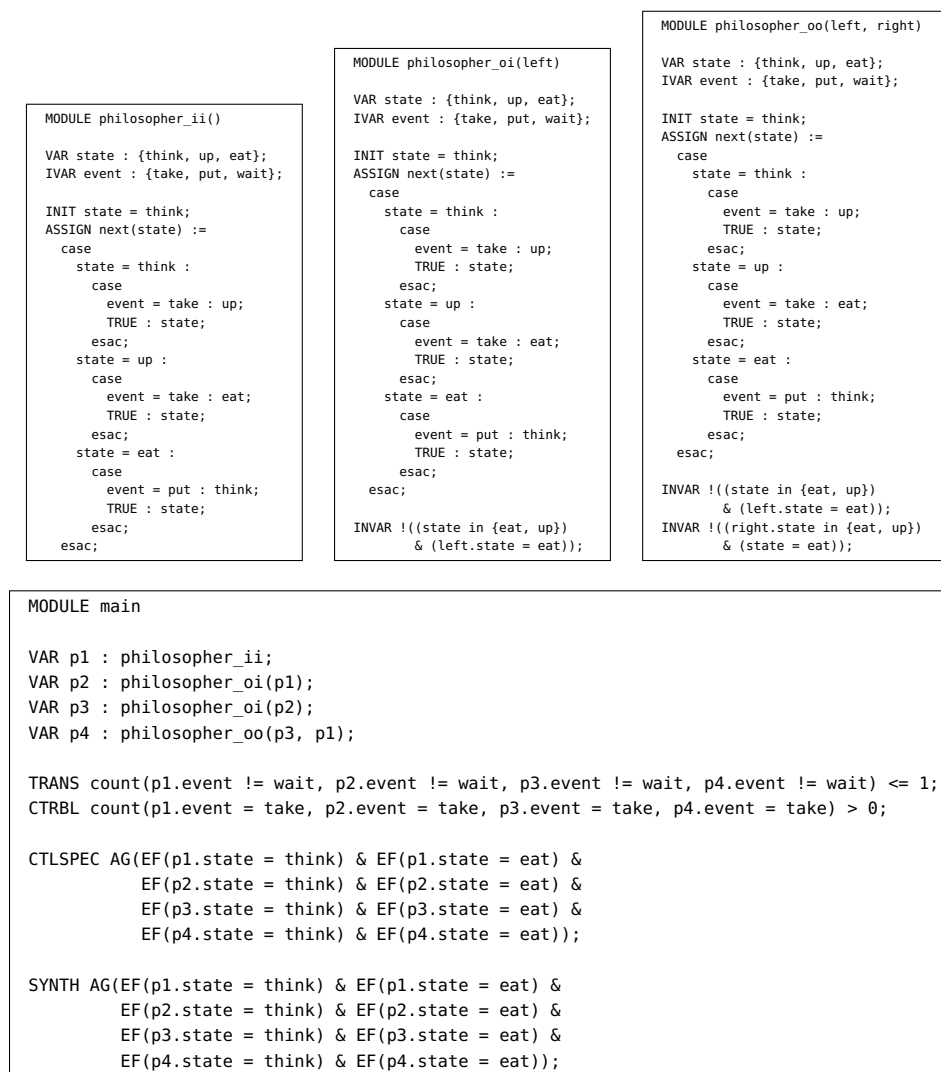 MODULE philosopher_ii()
VAR state : {think, up, eat};
IVAR event : {take, put, wait};
INIT state = think;
ASSIGN next(state) :=
case
state = think :
case
event = take : up;
TRUE : state;
esac;
state = up :
case
event = take : eat;
TRUE : state;
esac;
state = eat :
case
event = put : think;
TRUE : state;
esac;
esac;
MODULE philosopher_oi(left)
VAR state : {think, up, eat};
IVAR event : {take, put, wait};
INIT state = think;
ASSIGN next(state) :=
case
state = think :
case
event = take : up;
TRUE : state;
esac;
state = up :
case
event = take : eat;
TRUE : state;
esac;
state = eat :
case
event = put : think;
TRUE : state;
esac;
esac;
INVAR !((state in {eat, up})
& (left.state = eat));
MODULE philosopher_oo(left, right)
VAR state : {think, up, eat};
IVAR event : {take, put, wait};
INIT state = think;
ASSIGN next(state) :=
case
state = think :
case
event = take : up;
TRUE : state;
esac;
state = up :
case
event = take : eat;
TRUE : state;
esac;
state = eat :
case
event = put : think;
TRUE : state;
esac;
esac;
INVAR !((state in {eat, up})
& (left.state = eat));
INVAR !((right.state in {eat, up})
& (state = eat));
MODULE main
VAR p1 : philosopher_ii;
VAR p2 : philosopher_oi(p1);
VAR p3 : philosopher_oi(p2);
VAR p4 : philosopher_oo(p3, p1);
TRANS count(p1.event != wait, p2.event != wait, p3.event != wait, p4.event != wait) <= 1;
CTRBL count(p1.event = take, p2.event = take, p3.event = take, p4.event = take) > 0;
CTLSPEC AG(EF(p1.state = think) & EF(p1.state = eat) &
EF(p2.state = think) & EF(p2.state = eat) &
EF(p3.state = think) & EF(p3.state = eat) &
EF(p4.state = think) & EF(p4.state = eat));
SYNTH AG(EF(p1.state = think) & EF(p1.state = eat) &
EF(p2.state = think) & EF(p2.state = eat) &
EF(p3.state = think) & EF(p3.state = eat) &
EF(p4.state = think) & EF(p4.state = eat));